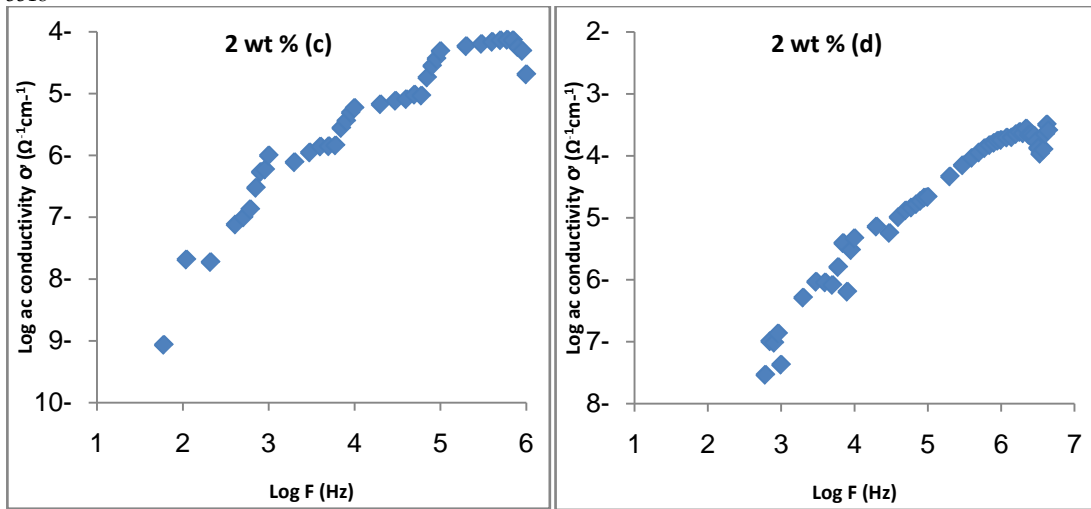 2 wt % (c)
Log ac conductivity σ' (Ω⁻¹cm⁻¹)
4-
5-
6-
7-
8-
9-
10-
1 2 3 4 5 6
Log F (Hz)
2 wt % (d)
Log ac conductivity σ' (Ω⁻¹cm⁻¹)
2-
3-
4-
5-
6-
7-
8-
1 2 3 4 5 6 7
Log F (Hz)